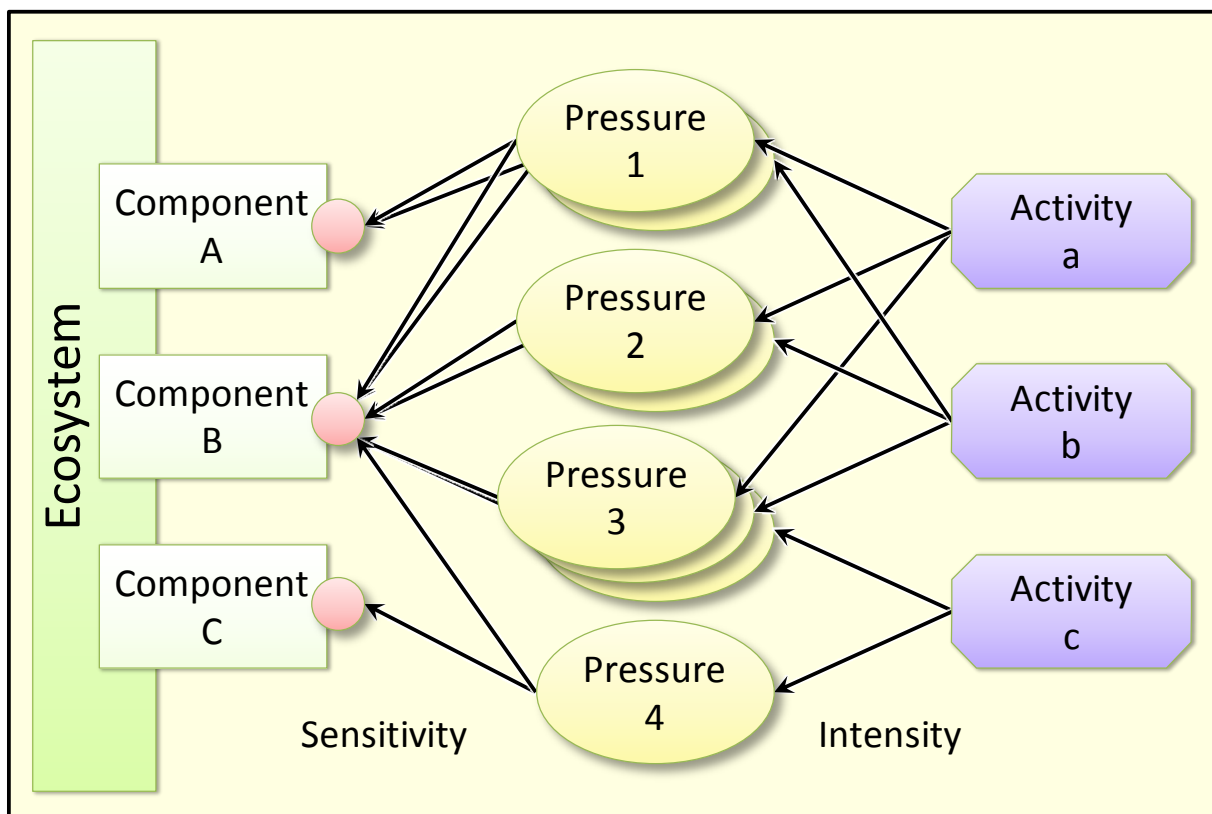 Ecosystem
Component
A
Component
B
Component
C
Pressure
1
Pressure
2
Pressure
3
Pressure
4
Activity
a
Activity
b
Activity
c
Sensitivity
Intensity